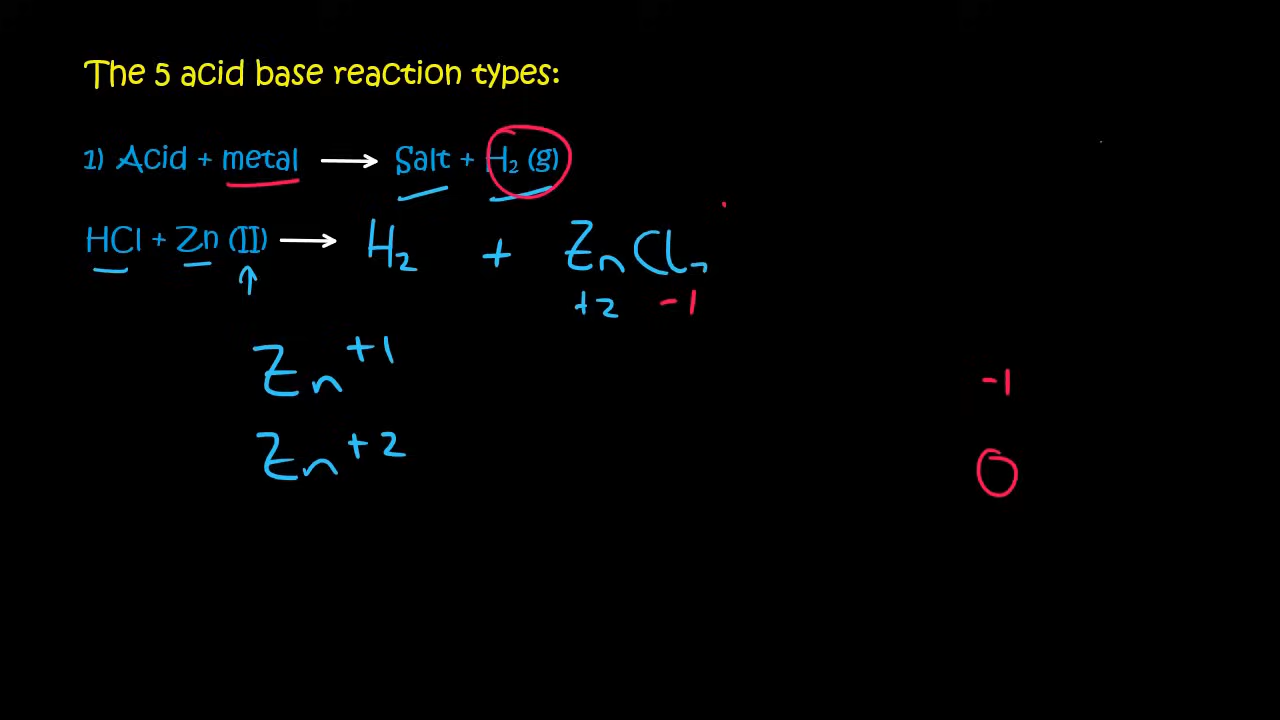 The 5 acid base reaction types:
1) Acid + metal → Salt + H₂ (g)
HCl + Zn (II) → H₂ + ZnCl₂
+2 -1
Zn⁺¹
-1
Zn⁺²
0